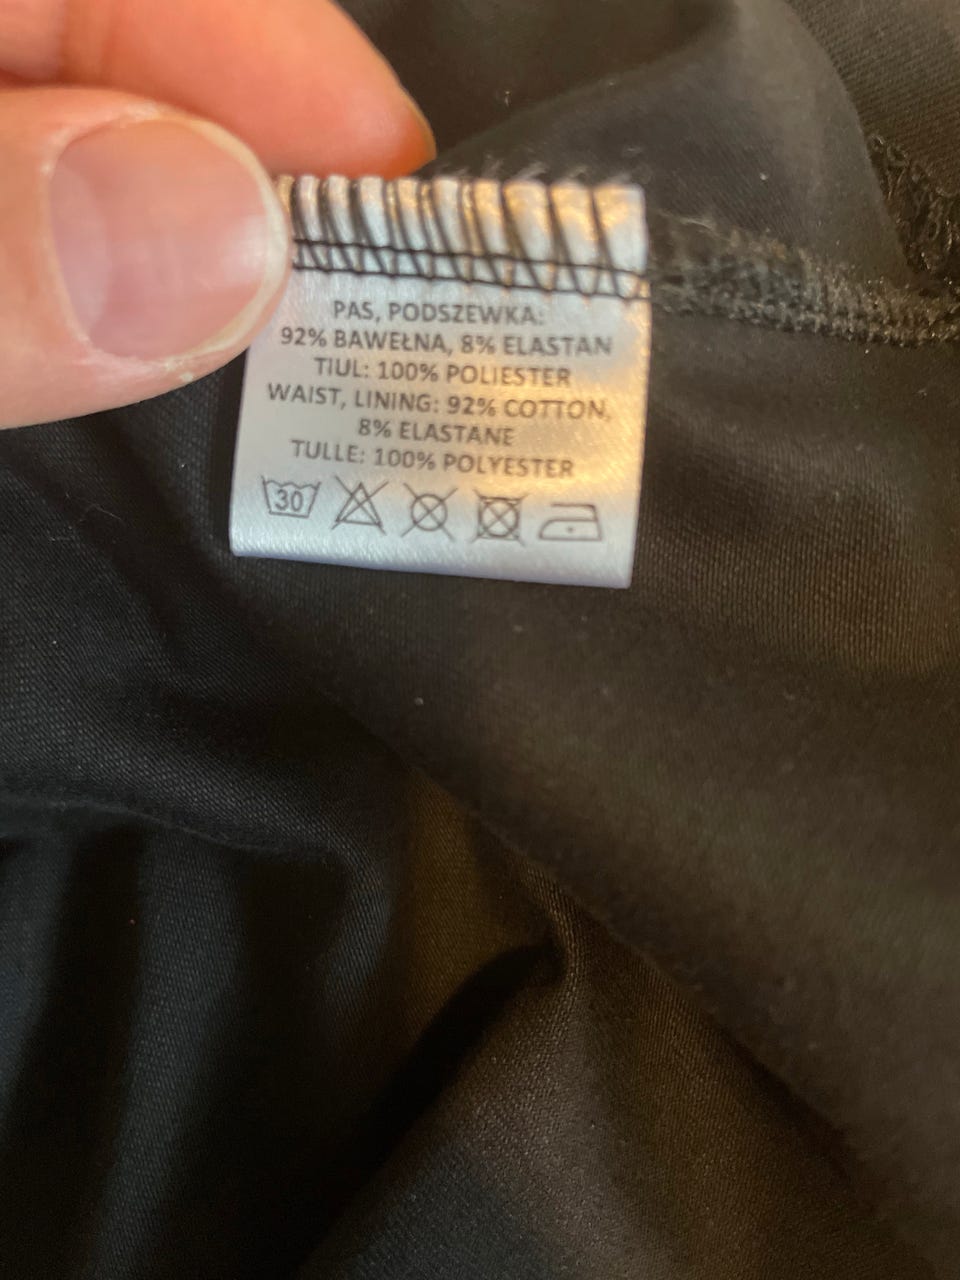 PAS, PODSZEWKA:
92% BAWEŁNA, 8% ELASTAN
TIUL: 100% POLIESTER
WAIST, LINING: 92% COTTON,
8% ELASTANE
TULLE: 100% POLYESTER
30